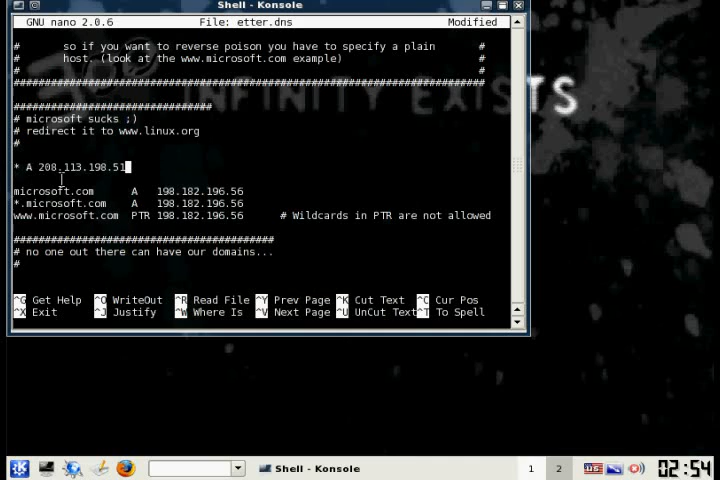 Shell - Konsole
GNU nano 2.0.6 File: etter.dns Modified
# so if you want to reverse poison you have to specify a plain #
# host. (look at the www.microsoft.com example) #
# #
############################################################################
################################
# microsoft sucks ;)
# redirect it to www.linux.org
#
* A 208.113.198.51
microsoft.com A 198.182.196.56
*.microsoft.com A 198.182.196.56
www.microsoft.com PTR 198.182.196.56 # Wildcards in PTR are not allowed
##########################################
# no one out there can have our domains...
#
^G Get Help ^O WriteOut ^R Read File ^Y Prev Page ^K Cut Text ^C Cur Pos
^X Exit ^J Justify ^W Where Is ^V Next Page ^U UnCut Text ^T To Spell
INFINITY EXISTS
Shell - Konsole 1 2 US 02:54